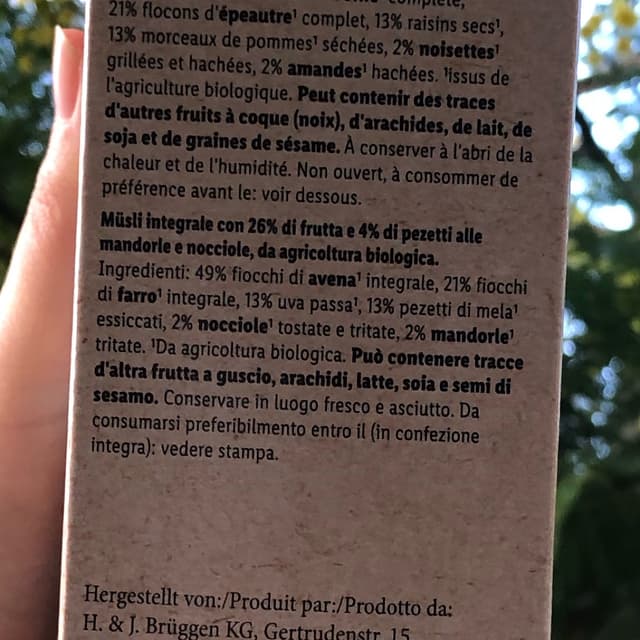 21% flocons d'épeautre¹ complet, 13% raisins secs¹,
13% morceaux de pommes¹ séchées, 2% noisettes¹
grillées et hachées, 2% amandes¹ hachées. ¹issus de
l'agriculture biologique. Peut contenir des traces
d'autres fruits à coque (noix), d'arachides, de lait, de
soja et de graines de sésame. À conserver à l'abri de la
chaleur et de l'humidité. Non ouvert, à consommer de
préférence avant le: voir dessous.
Müsli integrale con 26% di frutta e 4% di pezetti alle
mandorle e nocciole, da agricoltura biologica.
Ingredienti: 49% fiocchi di avena¹ integrale, 21% fiocchi
di farro¹ integrale, 13% uva passa¹, 13% pezetti di mela¹
essiccati, 2% nocciole¹ tostate e tritate, 2% mandorle¹
tritate. ¹Da agricoltura biologica. Può contenere tracce
d'altra frutta a guscio, arachidi, latte, soia e semi di
sesamo. Conservare in luogo fresco e asciutto. Da
consumarsi preferibilmento entro il (in confezione
integra): vedere stampa.
Hergestellt von:/Produit par:/Prodotto da:
H. & J. Brüggen KG, Gertrudenstr. 15